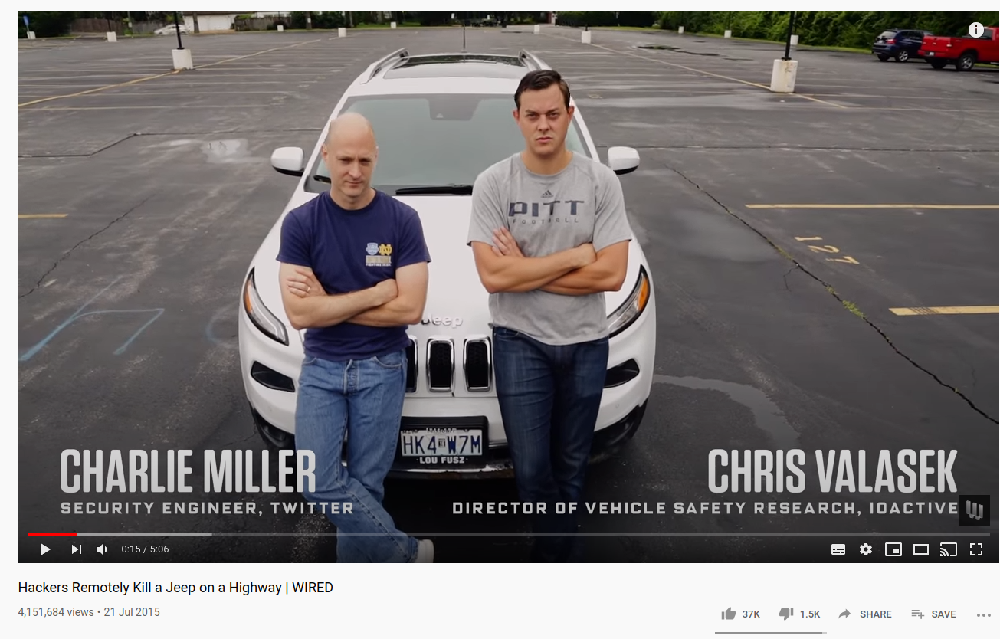 PITT
FOOTBALL
Jeep
127
HK4 W7M
LOU FUSZ
CHARLIE MILLER
SECURITY ENGINEER, TWITTER
CHRIS VALASEK
DIRECTOR OF VEHICLE SAFETY RESEARCH, IOACTIVE
0:15 / 5:06
Hackers Remotely Kill a Jeep on a Highway | WIRED
4,151,684 views • 21 Jul 2015
37K
1.5K
SHARE
SAVE